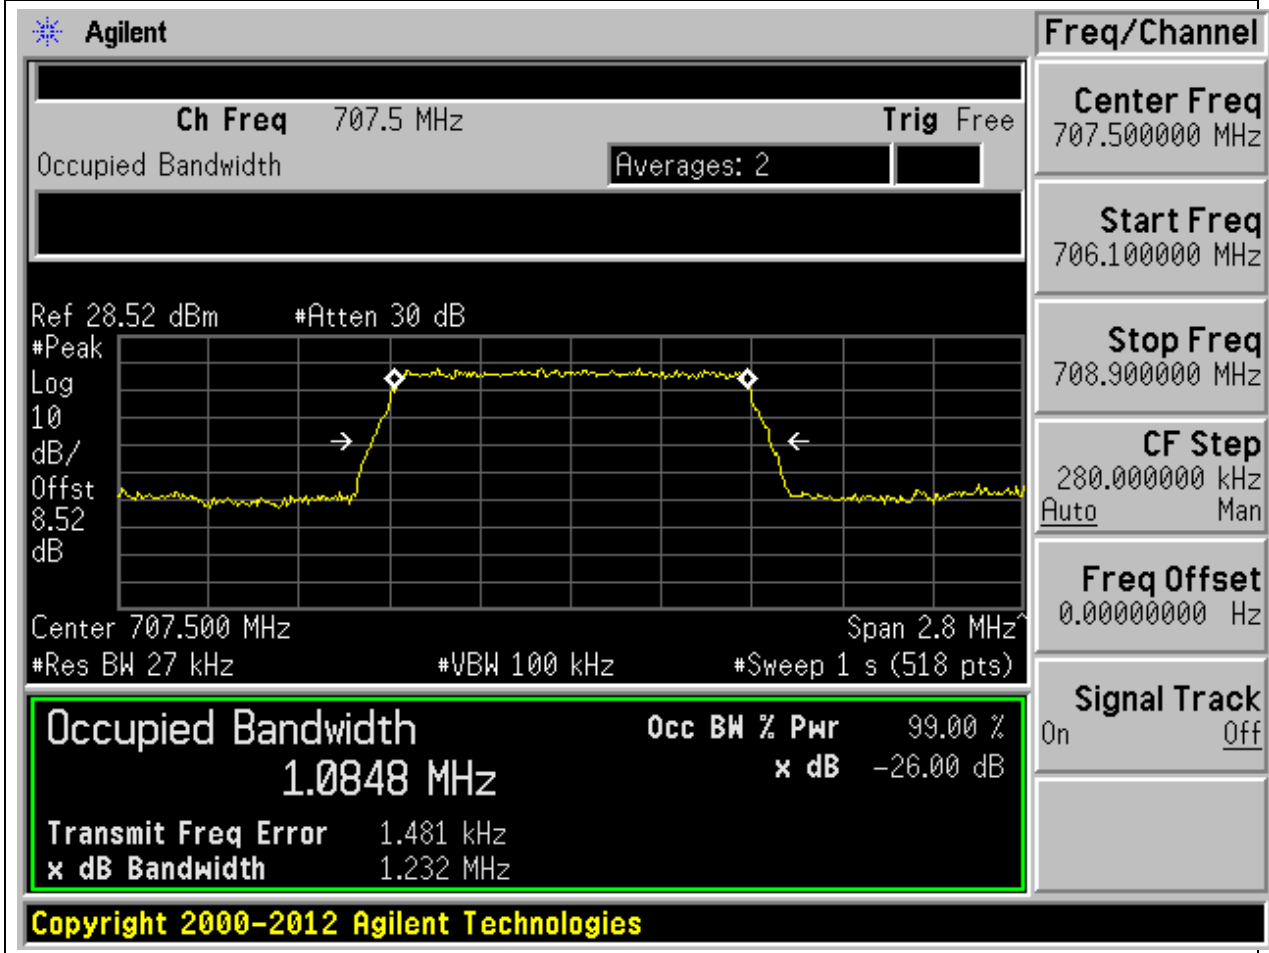 Agilent
Freq/Channel
Ch Freq 707.5 MHz Trig Free
Occupied Bandwidth Averages: 2
Center Freq
707.500000 MHz
Start Freq
706.100000 MHz
Stop Freq
708.900000 MHz
CF Step
280.000000 kHz
Auto Man
Freq Offset
0.00000000 Hz
Signal Track
On Off
Ref 28.52 dBm #Atten 30 dB
#Peak
Log
10
dB/
Offst
8.52
dB
Center 707.500 MHz Span 2.8 MHz^
#Res BW 27 kHz #VBW 100 kHz #Sweep 1 s (518 pts)
Occupied Bandwidth Occ BW % Pwr 99.00 %
1.0848 MHz x dB -26.00 dB
Transmit Freq Error 1.481 kHz
x dB Bandwidth 1.232 MHz
Copyright 2000-2012 Agilent Technologies